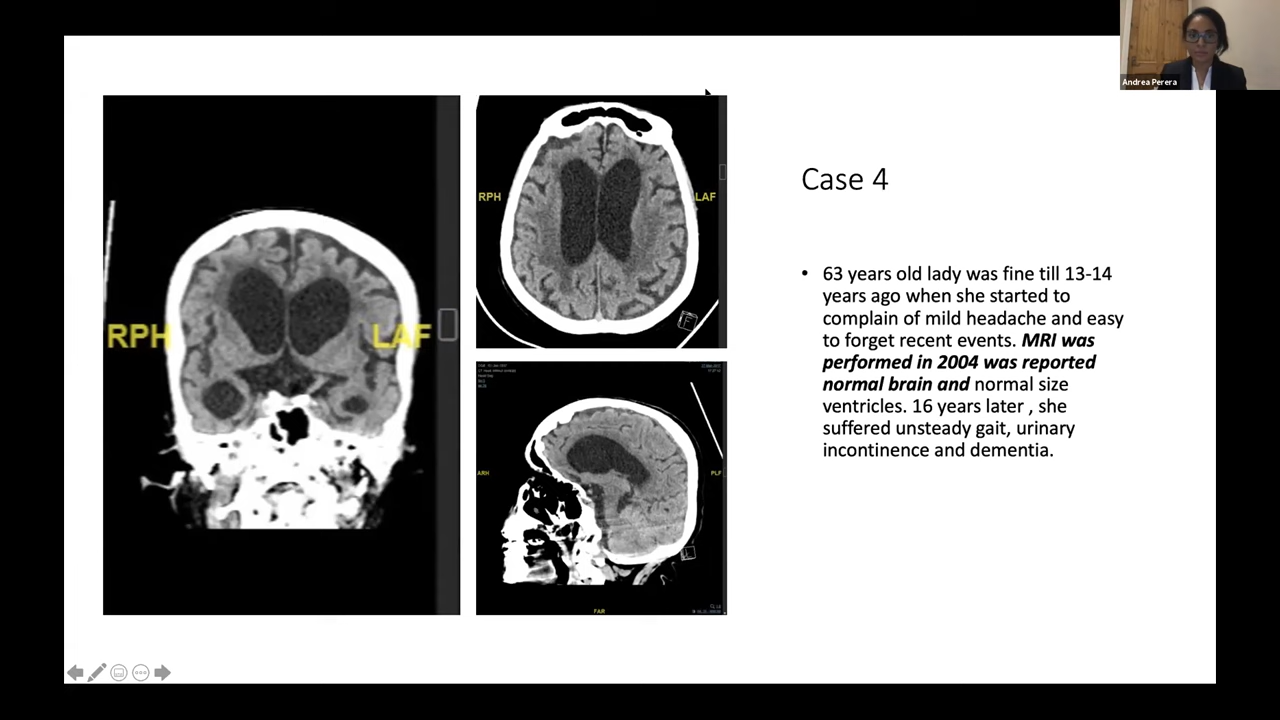 Andrea Perera
RPH
LAF
RPH
LAF
F
ARH
PLF
L
FAR
Case 4
• 63 years old lady was fine till 13-14
years ago when she started to
complain of mild headache and easy
to forget recent events. MRI was
performed in 2004 was reported
normal brain and normal size
ventricles. 16 years later , she
suffered unsteady gait, urinary
incontinence and dementia.